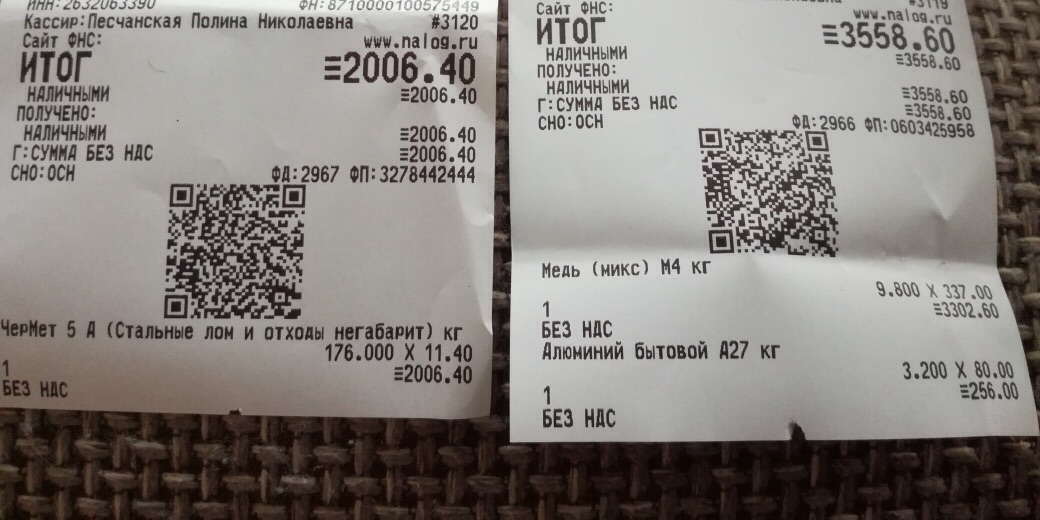 ИНН:2632063390 ФН:8710000100575449
Кассир:Песчанская Полина Николаевна #3120
Сайт ФНС: www.nalog.ru
ИТОГ ≡2006.40
НАЛИЧНЫМИ ≡2006.40
ПОЛУЧЕНО:
НАЛИЧНЫМИ ≡2006.40
Г:СУММА БЕЗ НДС ≡2006.40
СНО:ОСН ФД:2967 ФП:3278442444
ЧерМет 5 А (Стальные лом и отходы негабарит) кг
176.000 X 11.40
1 ≡2006.40
БЕЗ НДС
#3119
Сайт ФНС: www.nalog.ru
ИТОГ ≡3558.60
НАЛИЧНЫМИ ≡3558.60
ПОЛУЧЕНО:
НАЛИЧНЫМИ ≡3558.60
Г:СУММА БЕЗ НДС ≡3558.60
СНО:ОСН ФД:2966 ФП:0603425958
Медь (микс) М4 кг
9.800 X 337.00
1 ≡3302.60
БЕЗ НДС
Алюминий бытовой А27 кг
3.200 X 80.00
1 ≡256.00
БЕЗ НДС